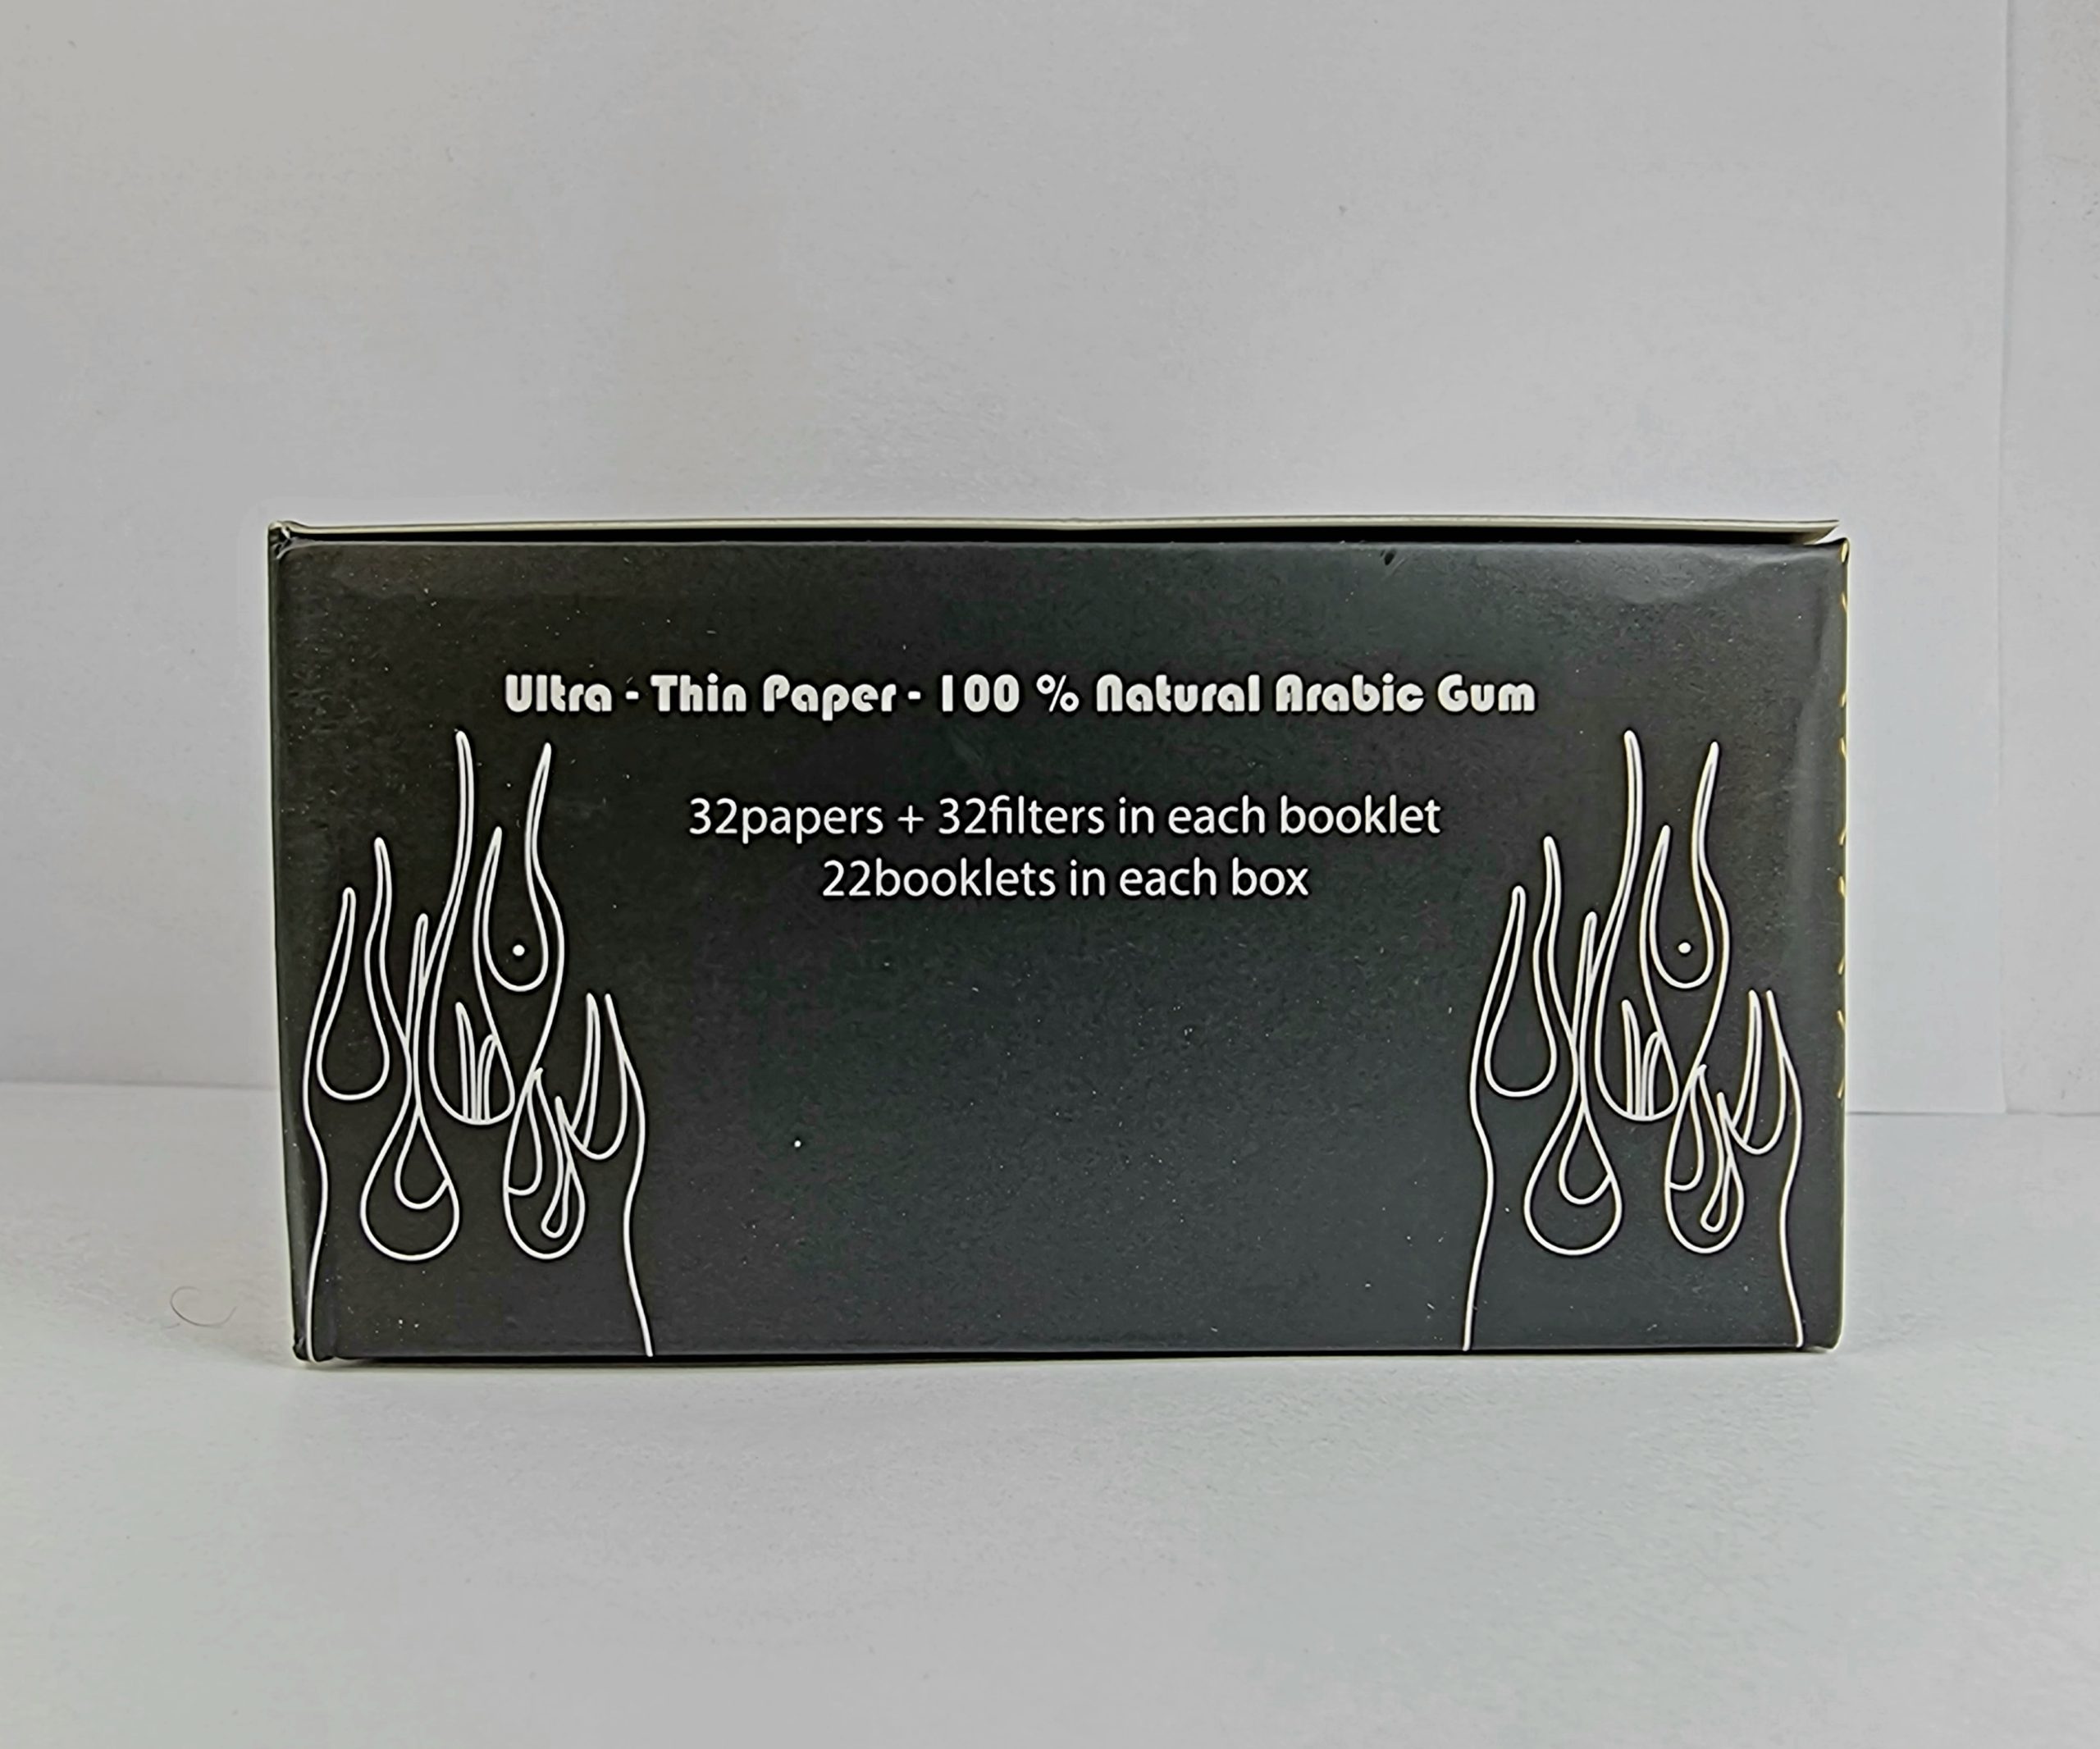 Ultra - Thin Paper - 100 % Natural Arabic Gum
32papers + 32filters in each booklet
22booklets in each box